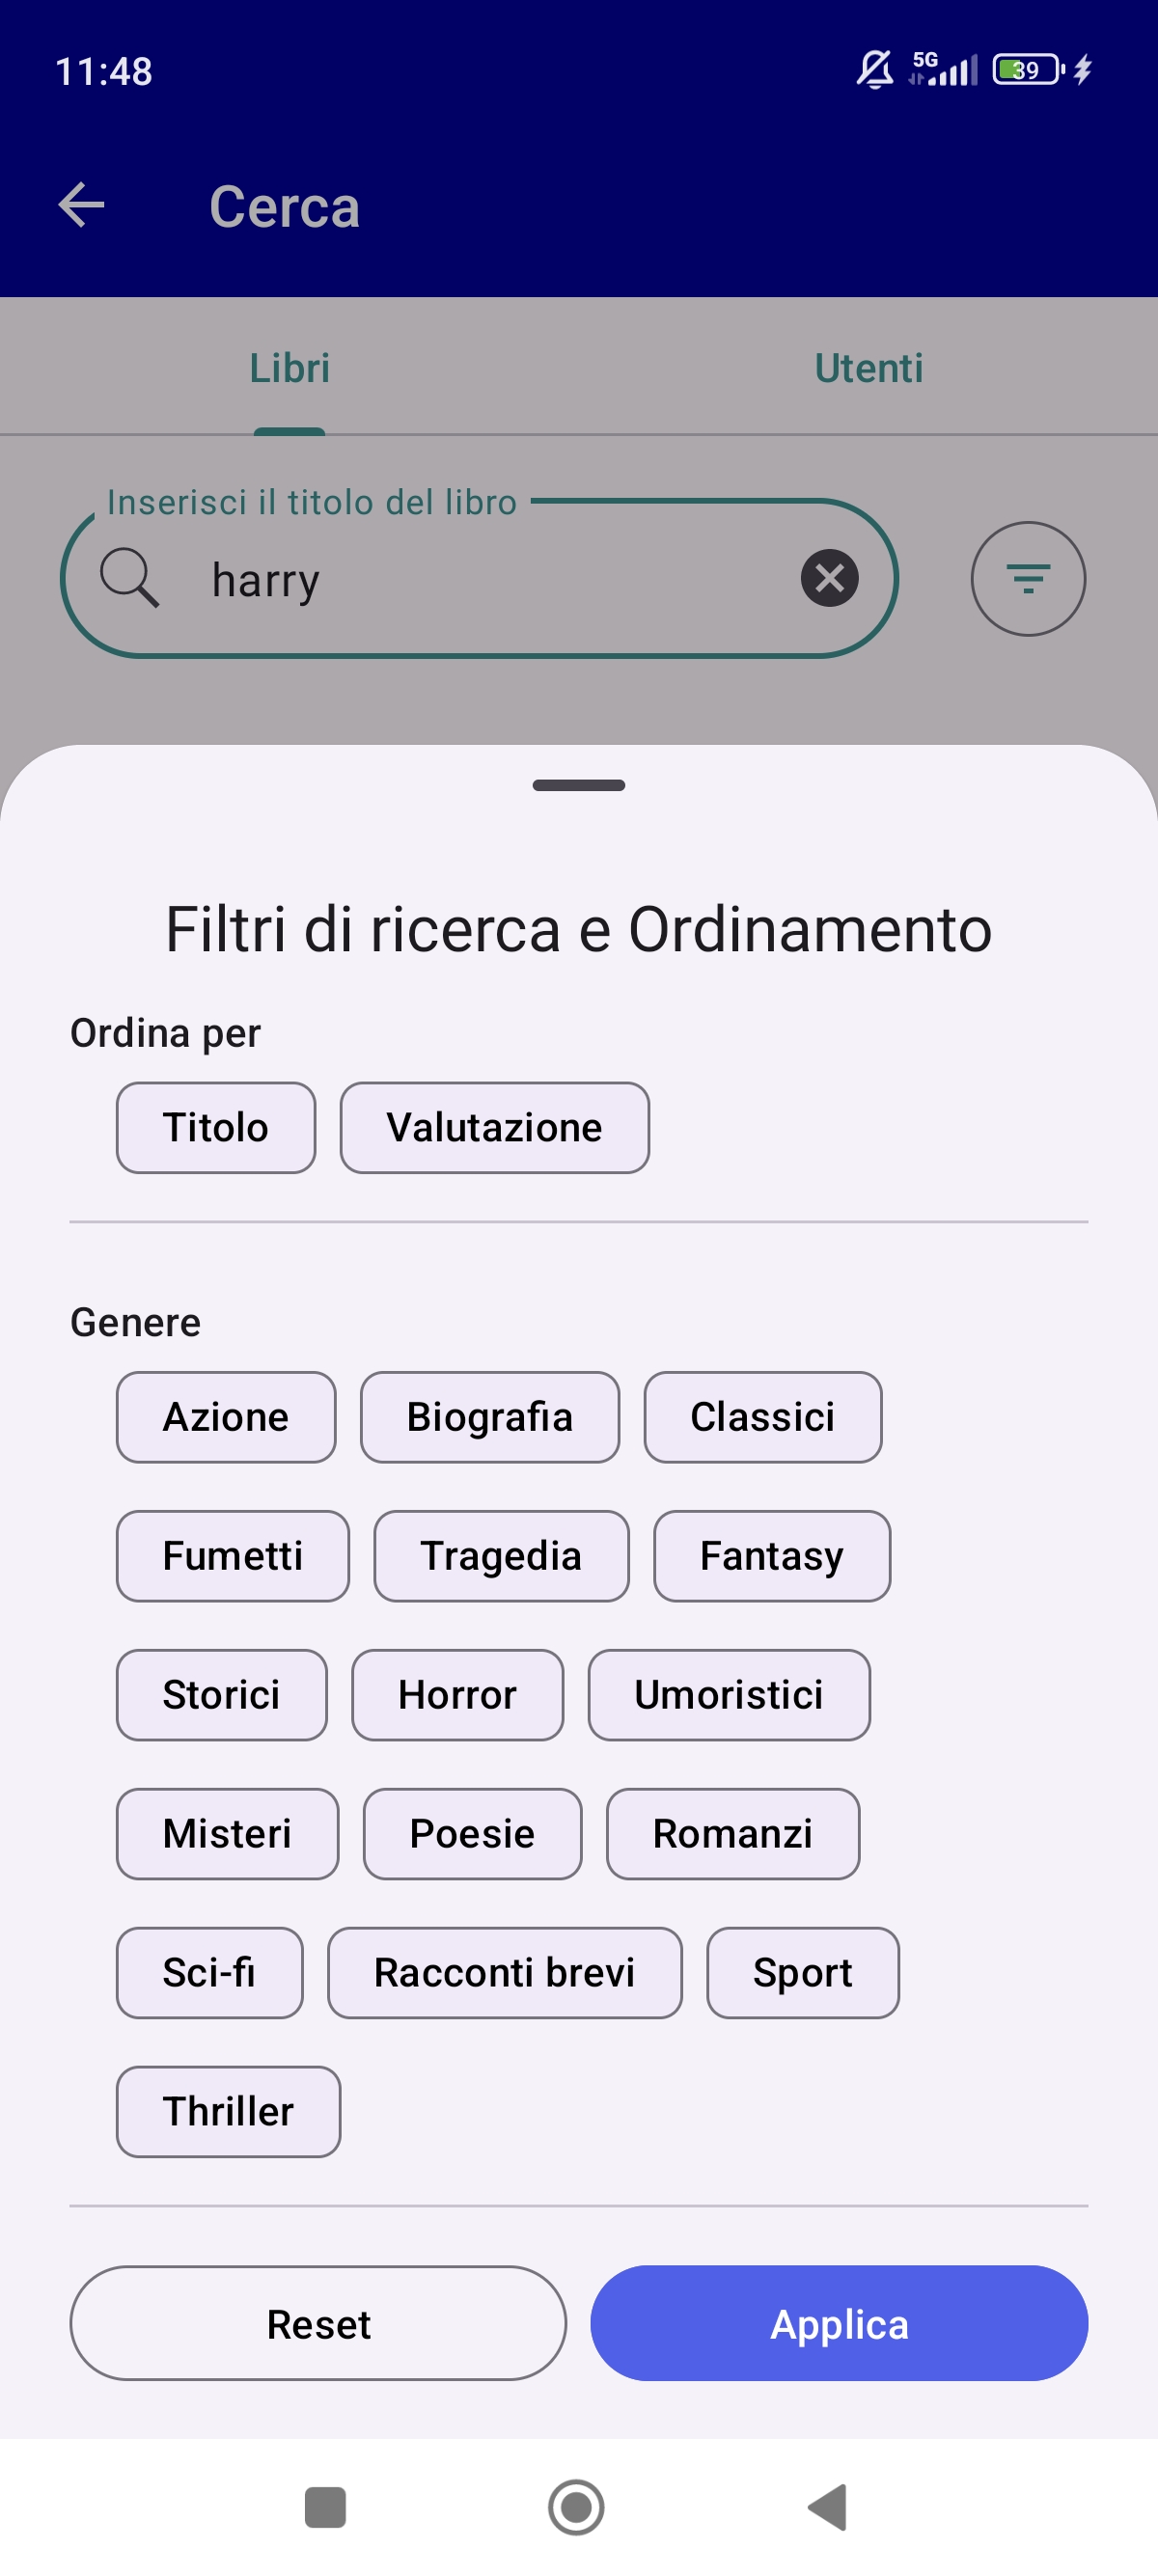 11:48
5G
39
Cerca
Libri Utenti
Inserisci il titolo del libro
harry
Filtri di ricerca e Ordinamento
Ordina per
Titolo Valutazione
Genere
Azione Biografia Classici
Fumetti Tragedia Fantasy
Storici Horror Umoristici
Misteri Poesie Romanzi
Sci-fi Racconti brevi Sport
Thriller
Reset Applica